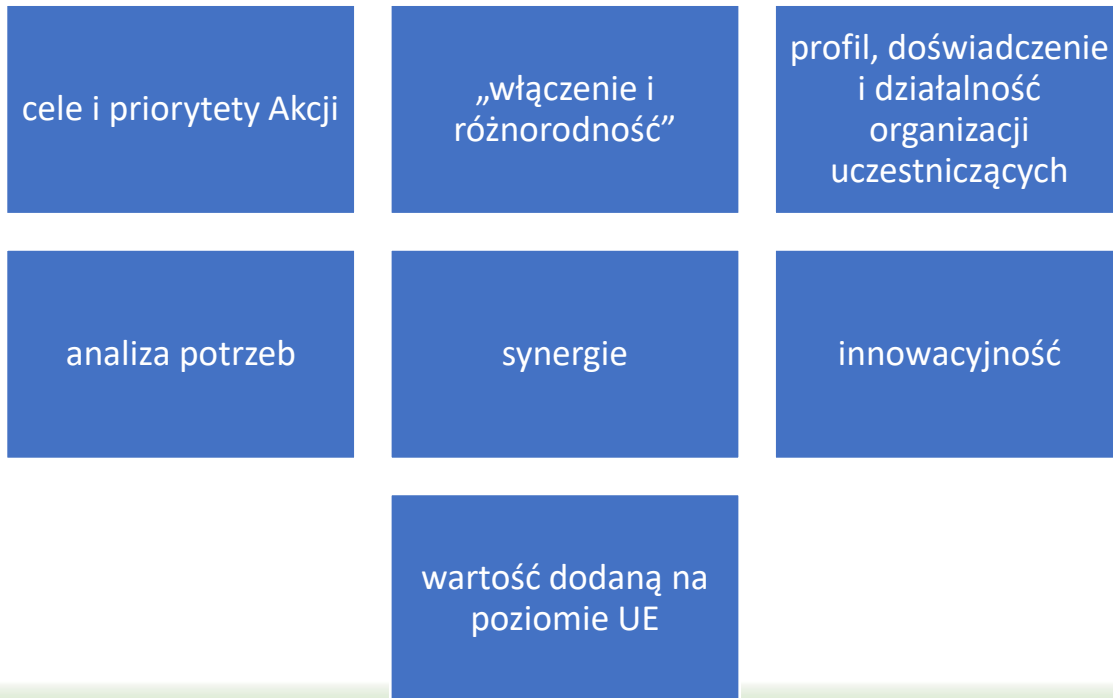 cele i priorytety Akcji
„włączenie i
różnorodność”
profil, doświadczenie
i działalność
organizacji
uczestniczących
analiza potrzeb
synergie
innowacyjność
wartość dodaną na
poziomie UE